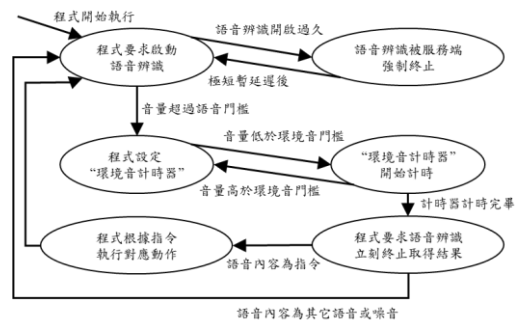 程式開始執行
程式要求啟動
語音辨識
語音辨識開啟過久
語音辨識被服務端
強制終止
極短暫延遲後
音量超過語音門檻
程式設定
“環境音計時器”
音量低於環境音門檻
“環境音計時器”
開始計時
音量高於環境音門檻
計時器計時完畢
程式根據指令
執行對應動作
程式要求語音辨識
立刻終止取得結果
語音內容為指令
語音內容為其它語音或噪音